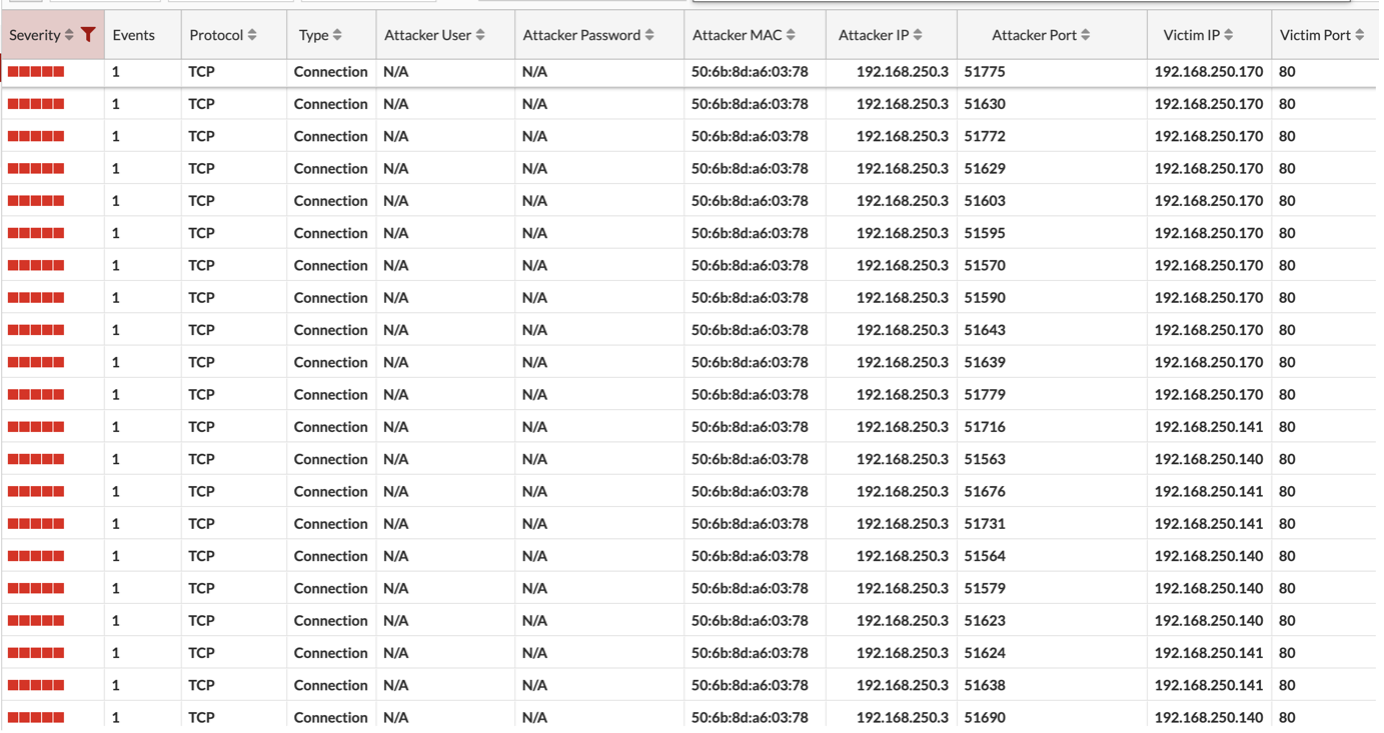 Severity Events Protocol Type Attacker User Attacker Password Attacker MAC Attacker IP Attacker Port Victim IP Victim Port
1 TCP Connection N/A N/A 50:6b:8d:a6:03:78 192.168.250.3 51775 192.168.250.170 80
1 TCP Connection N/A N/A 50:6b:8d:a6:03:78 192.168.250.3 51630 192.168.250.170 80
1 TCP Connection N/A N/A 50:6b:8d:a6:03:78 192.168.250.3 51772 192.168.250.170 80
1 TCP Connection N/A N/A 50:6b:8d:a6:03:78 192.168.250.3 51629 192.168.250.170 80
1 TCP Connection N/A N/A 50:6b:8d:a6:03:78 192.168.250.3 51603 192.168.250.170 80
1 TCP Connection N/A N/A 50:6b:8d:a6:03:78 192.168.250.3 51595 192.168.250.170 80
1 TCP Connection N/A N/A 50:6b:8d:a6:03:78 192.168.250.3 51570 192.168.250.170 80
1 TCP Connection N/A N/A 50:6b:8d:a6:03:78 192.168.250.3 51590 192.168.250.170 80
1 TCP Connection N/A N/A 50:6b:8d:a6:03:78 192.168.250.3 51643 192.168.250.170 80
1 TCP Connection N/A N/A 50:6b:8d:a6:03:78 192.168.250.3 51639 192.168.250.170 80
1 TCP Connection N/A N/A 50:6b:8d:a6:03:78 192.168.250.3 51779 192.168.250.170 80
1 TCP Connection N/A N/A 50:6b:8d:a6:03:78 192.168.250.3 51716 192.168.250.141 80
1 TCP Connection N/A N/A 50:6b:8d:a6:03:78 192.168.250.3 51563 192.168.250.140 80
1 TCP Connection N/A N/A 50:6b:8d:a6:03:78 192.168.250.3 51676 192.168.250.141 80
1 TCP Connection N/A N/A 50:6b:8d:a6:03:78 192.168.250.3 51731 192.168.250.141 80
1 TCP Connection N/A N/A 50:6b:8d:a6:03:78 192.168.250.3 51564 192.168.250.140 80
1 TCP Connection N/A N/A 50:6b:8d:a6:03:78 192.168.250.3 51579 192.168.250.140 80
1 TCP Connection N/A N/A 50:6b:8d:a6:03:78 192.168.250.3 51623 192.168.250.140 80
1 TCP Connection N/A N/A 50:6b:8d:a6:03:78 192.168.250.3 51624 192.168.250.141 80
1 TCP Connection N/A N/A 50:6b:8d:a6:03:78 192.168.250.3 51638 192.168.250.141 80
1 TCP Connection N/A N/A 50:6b:8d:a6:03:78 192.168.250.3 51690 192.168.250.140 80